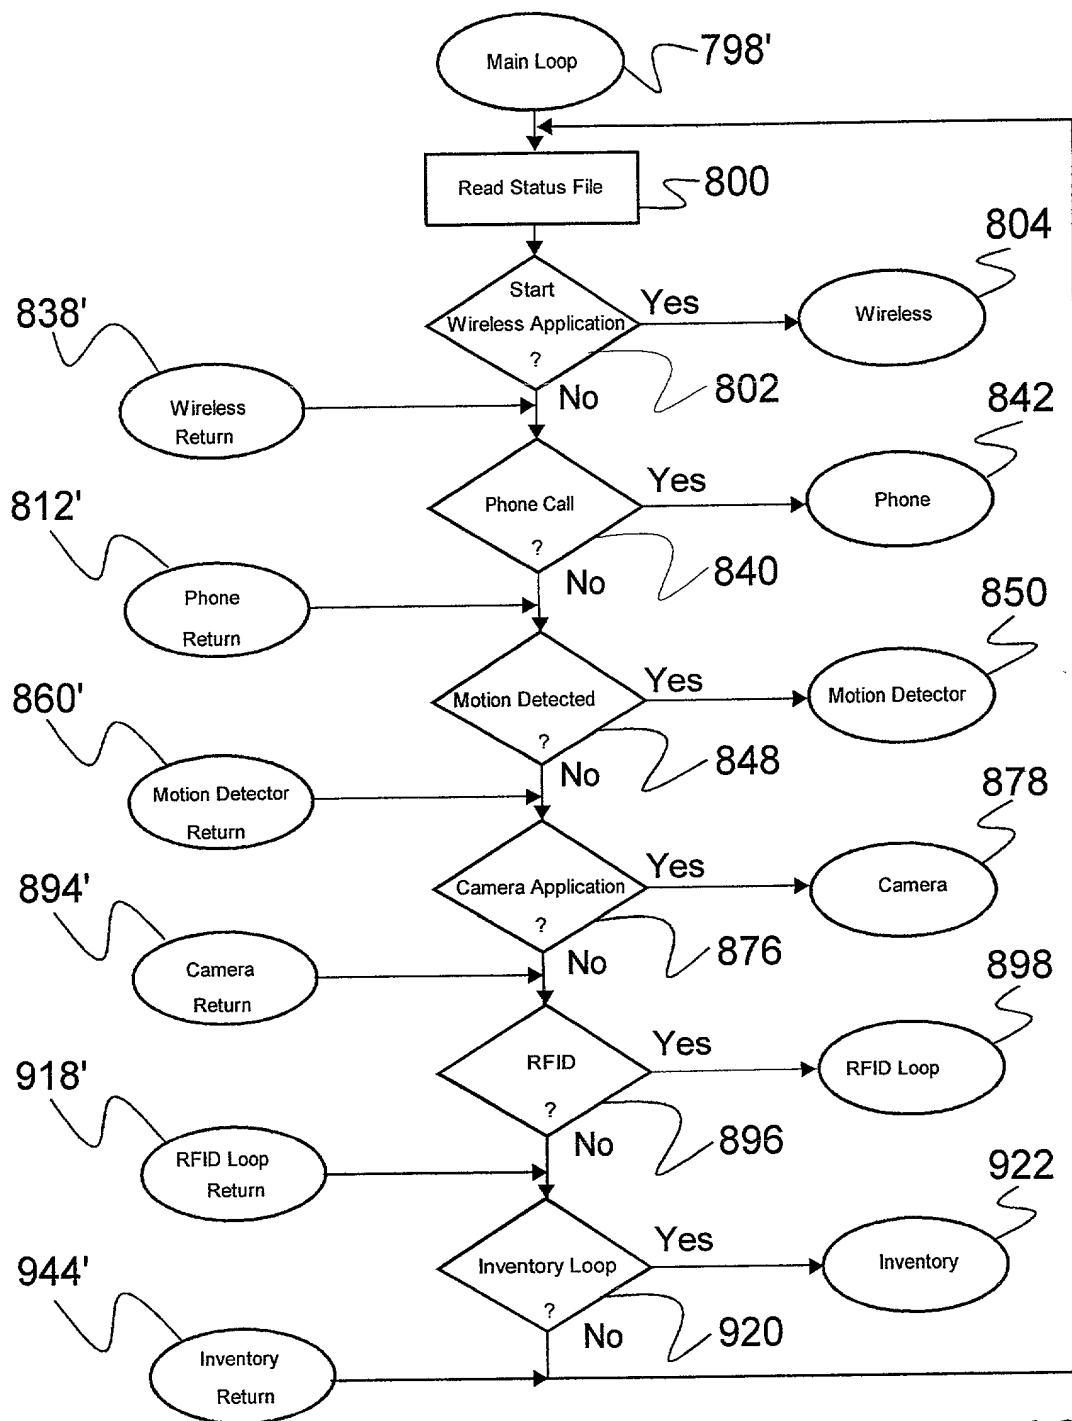 Main Loop
798'
Read Status File
800
804
Start
Wireless Application
?
Yes
Wireless
838'
802
No
Wireless
Return
842
Phone Call
?
Yes
Phone
812'
840
No
Phone
Return
850
Motion Detected
?
Yes
Motion Detector
860'
848
No
Motion Detector
Return
878
Camera Application
?
Yes
Camera
894'
876
No
Camera
Return
898
RFID
?
Yes
RFID Loop
918'
896
No
RFID Loop
Return
922
Inventory Loop
?
Yes
Inventory
944'
920
No
Inventory
Return